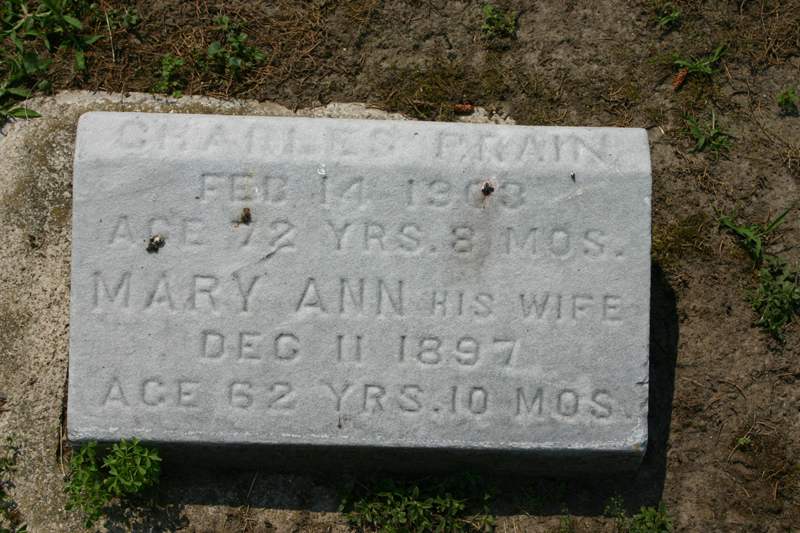 CHARLES PRAIN
FEB 14 1903
AGE 72 YRS. 8 MOS.
MARY ANN HIS WIFE
DEC 11 1897
AGE 62 YRS. 10 MOS.